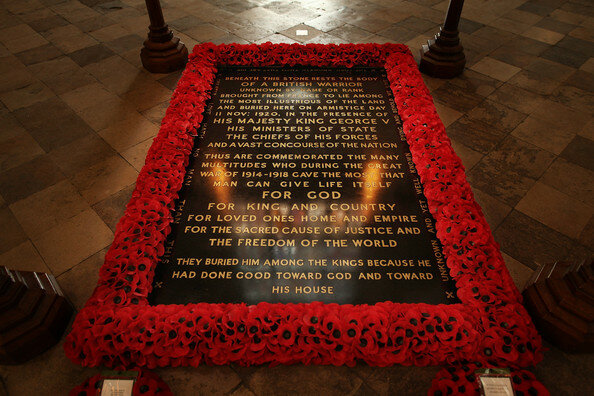 BENEATH THIS STONE RESTS THE BODY
OF A BRITISH WARRIOR
UNKNOWN BY NAME OR RANK
BROUGHT FROM FRANCE TO LIE AMONG
THE MOST ILLUSTRIOUS OF THE LAND
AND BURIED HERE ON ARMISTICE DAY
11 NOV: 1920, IN THE PRESENCE OF
HIS MAJESTY KING GEORGE V
HIS MINISTERS OF STATE
THE CHIEFS OF HIS FORCES
AND A VAST CONCOURSE OF THE NATION
THUS ARE COMMEMORATED THE MANY
MULTITUDES WHO DURING THE GREAT
WAR OF 1914-1918 GAVE THE MOST THAT
MAN CAN GIVE LIFE ITSELF
FOR GOD
FOR KING AND COUNTRY
FOR LOVED ONES HOME AND EMPIRE
FOR THE SACRED CAUSE OF JUSTICE AND
THE FREEDOM OF THE WORLD
THEY BURIED HIM AMONG THE KINGS BECAUSE HE
HAD DONE GOOD TOWARD GOD AND TOWARD
HIS HOUSE
UNKNOWN AND YET WELL KNOWN